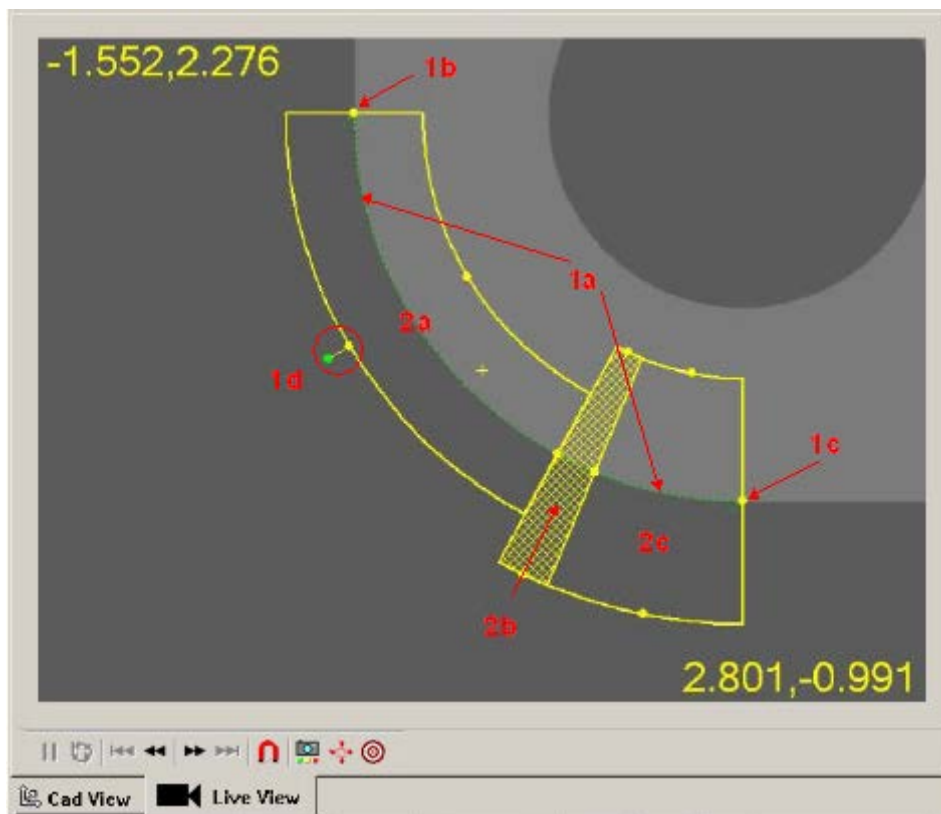 -1.552,2.276
1b
1a
2a
1d
1c
2c
2b
2.801,-0.991
Cad View
Live View